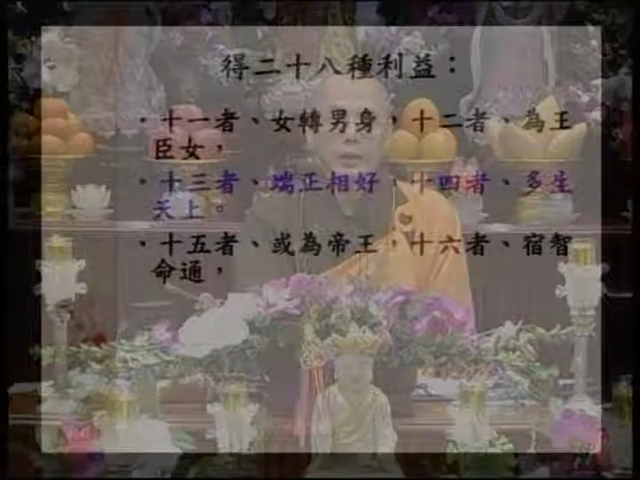 得二十八種利益：
·十一者、女轉男身，十二者、為王
臣女，
·十三者、端正相好，十四者、多生
天上。
·十五者、或為帝王，十六者、宿智
命通，